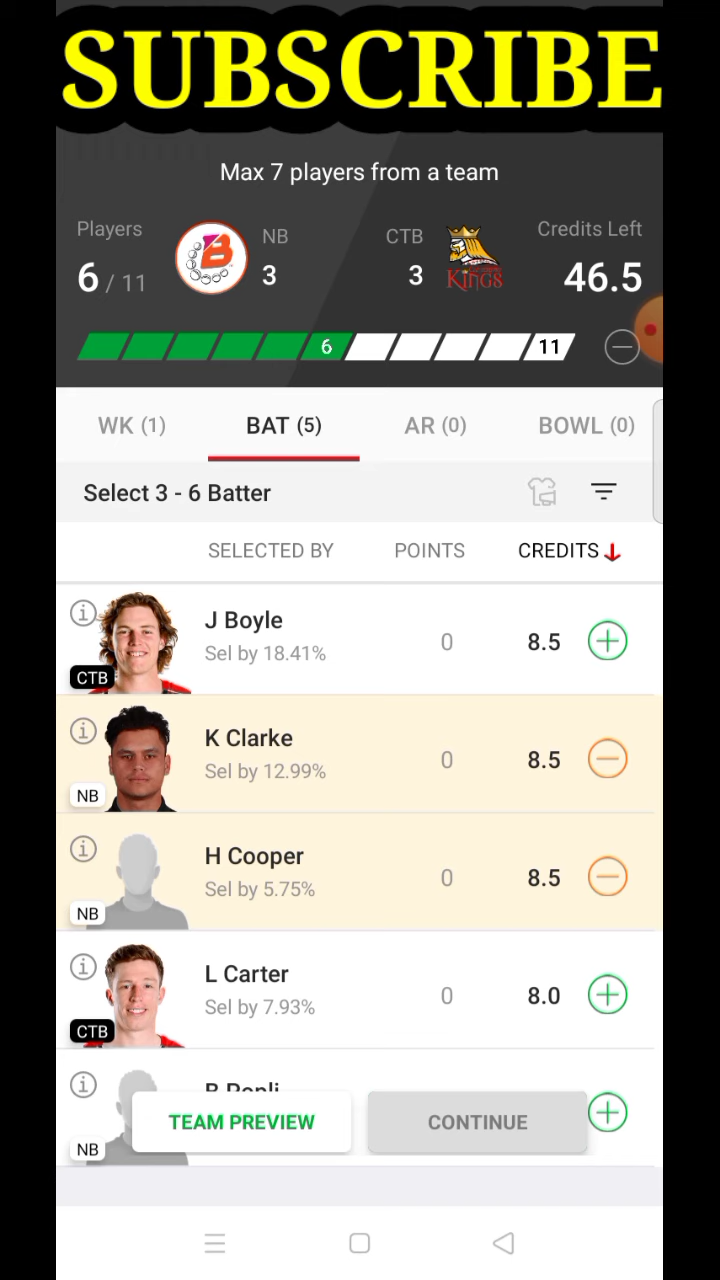 SUBSCRIBE
Max 7 players from a team
Players NB CTB Credits Left
6 / 11 3 3 KINGS 46.5
6 11
WK (1) BAT (5) AR (0) BOWL (0)
Select 3 - 6 Batter
SELECTED BY POINTS CREDITS
J Boyle
Sel by 18.41% 0 8.5
CTB
K Clarke
Sel by 12.99% 0 8.5
NB
H Cooper
Sel by 5.75% 0 8.5
NB
L Carter
Sel by 7.93% 0 8.0
CTB
TEAM PREVIEW CONTINUE
NB